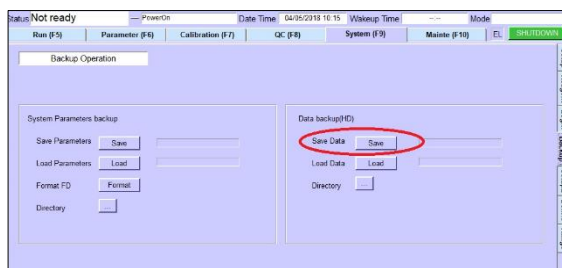 Status Not ready — PowerOn Date Time 04/05/2018 10:15 Wakeup Time --:-- Mode
Run (F5) Parameter (F6) Calibration (F7) QC (F8) System (F9) Mainte (F10) EL SHUTDOWN
Backup Operation
System Parameters backup
Save Parameters Save
Load Parameters Load
Format FD Format
Directory ...
Data backup(HD)
Save Data Save
Load Data Load
Directory ...
Backup